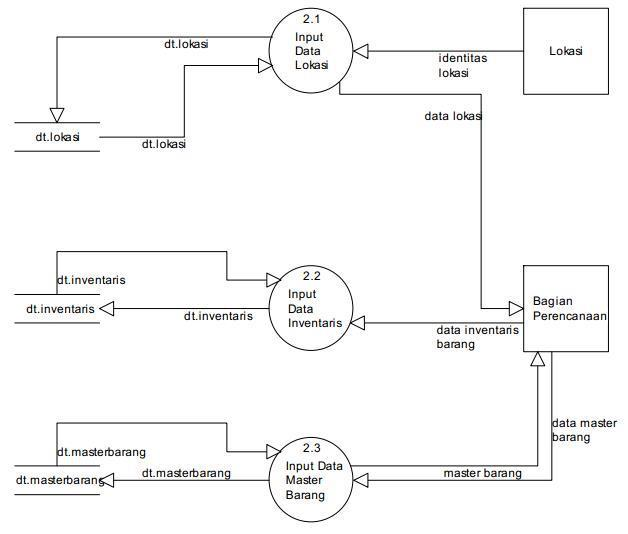 2.1
Input
Data
Lokasi
dt.lokasi
identitas
lokasi
Lokasi
data lokasi
dt.lokasi
dt.lokasi
2.2
Input
Data
Inventaris
dt.inventaris
dt.inventaris
dt.inventaris
Bagian
Perencanaan
data inventaris
barang
2.3
Input Data
Master
Barang
dt.masterbarang
dt.masterbarang
dt.masterbarang
master barang
data master
barang